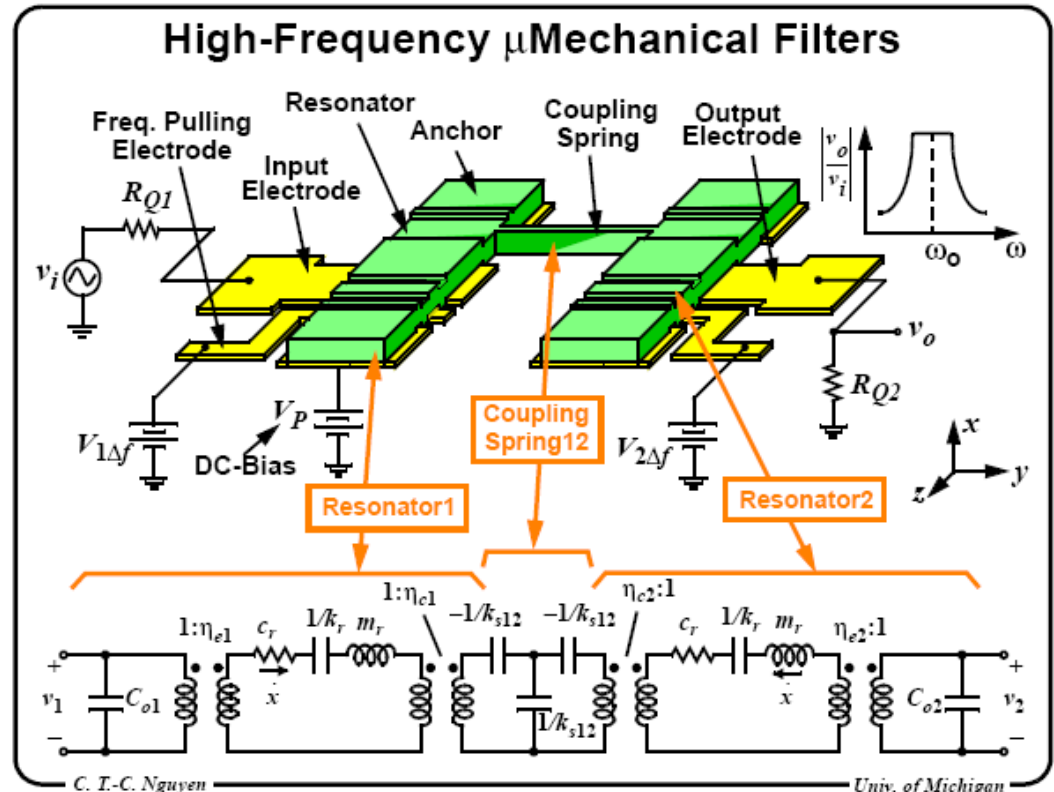 High-Frequency μMechanical Filters
Resonator
Anchor
Coupling
Spring
Output
Electrode
Freq. Pulling
Electrode
Input
Electrode
R_Q1
v_i
|v_o/v_i|
ω_o
ω
v_o
R_Q2
V_1Δf
V_P
DC-Bias
Coupling
Spring12
V_2Δf
Resonator1
Resonator2
x
y
z
1:η_e1
c_r
1/k_r
m_r
1:η_c1
-1/k_s12
-1/k_s12
η_c2:1
c_r
1/k_r
m_r
η_e2:1
+
v_1
−
C_o1
ẋ
1/k_s12
ẋ
C_o2
+
v_2
−
C. T.-C. Nguyen
Univ. of Michigan